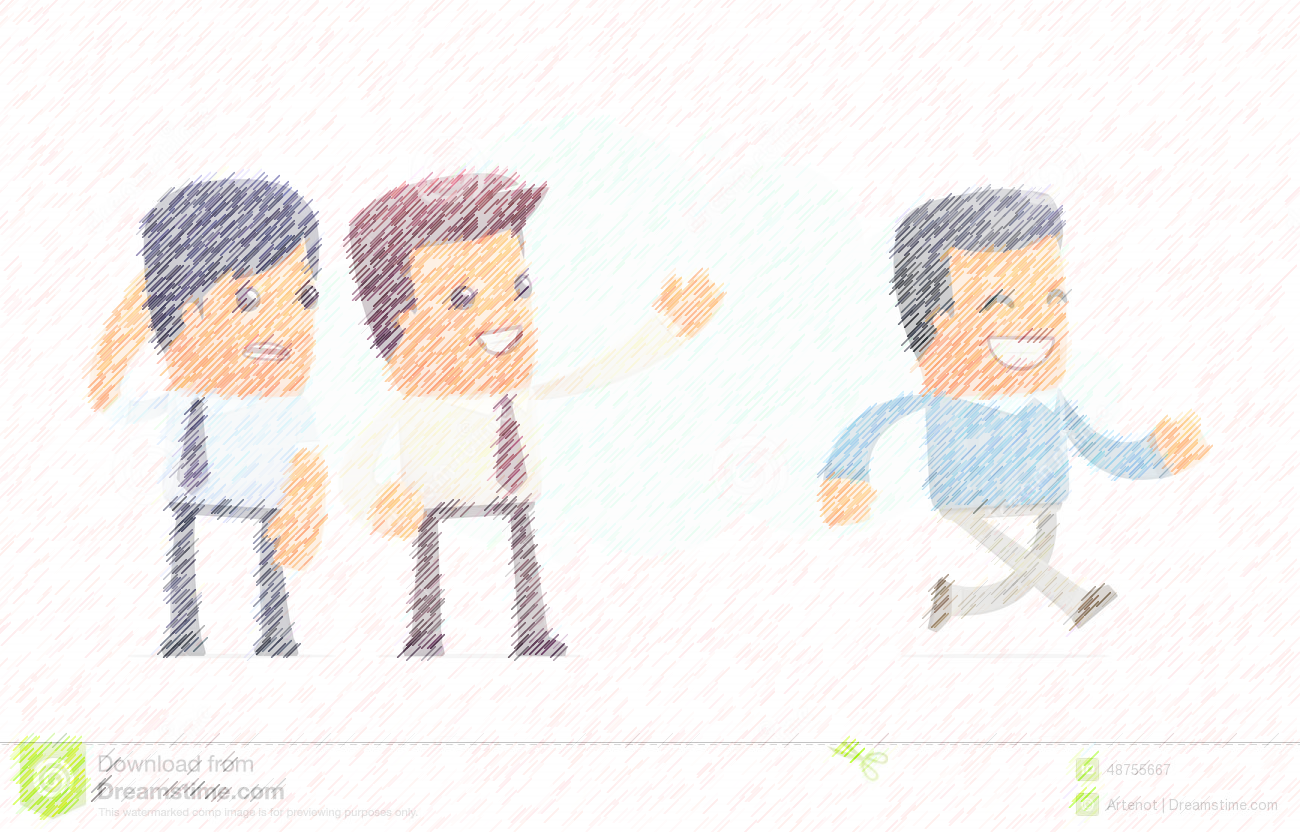 Download from
Dreamstime.com
This watermarked comp image is for previewing purposes only.
48755667
Artenot | Dreamstime.com